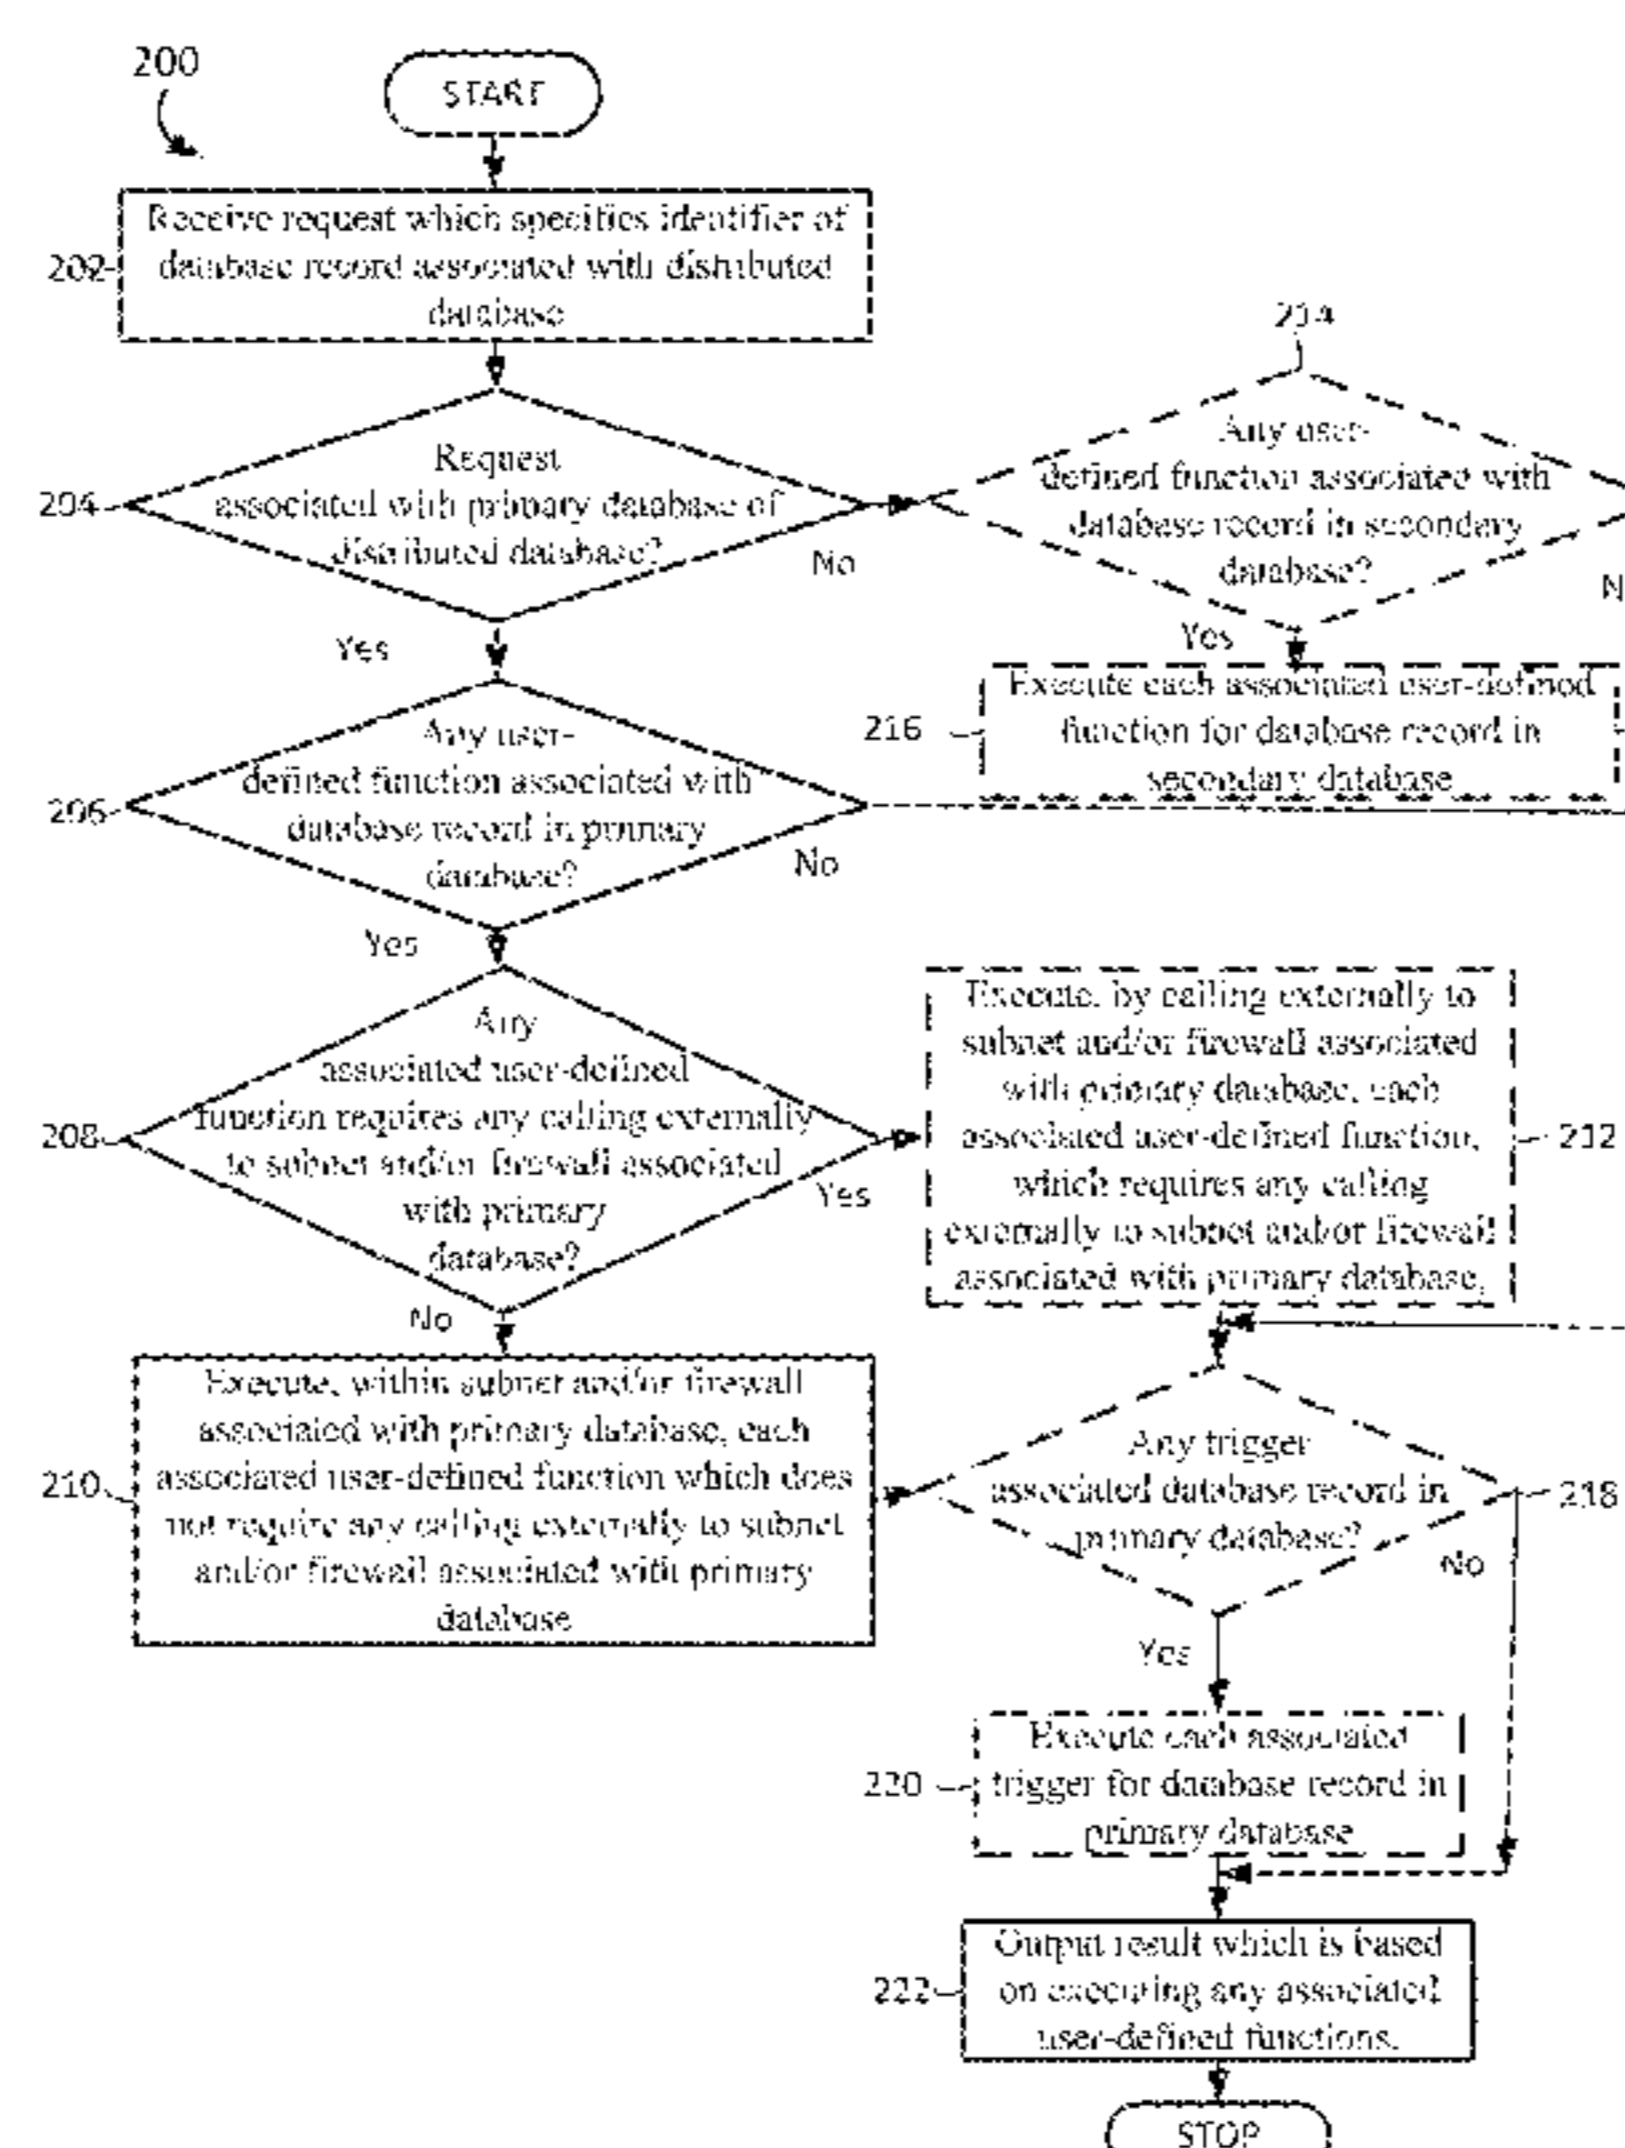 200
START
202
Receive request which specifies identifier of
database record associated with distributed
database
204
Request
associated with primary database of
distributed database?
No
Yes
214
Any user-
defined function associated with
database record in secondary
database?
N
Yes
216
Execute each associated user-defined
function for database record in
secondary database
206
Any user-
defined function associated with
database record in primary
database?
No
Yes
208
Any
associated user-defined
function requires any calling externally
to subnet and/or firewall associated
with primary
database?
Yes
No
212
Execute, by calling externally to
subnet and/or firewall associated
with primary database, each
associated user-defined function,
which requires any calling
externally to subnet and/or firewall
associated with primary database,
210
Execute, within subnet and/or firewall
associated with primary database, each
associated user-defined function which does
not require any calling externally to subnet
and/or firewall associated with primary
database
218
Any trigger
associated database record in
primary database?
No
Yes
220
Execute each associated
trigger for database record in
primary database
222
Output result which is based
on executing any associated
user-defined functions.
STOP